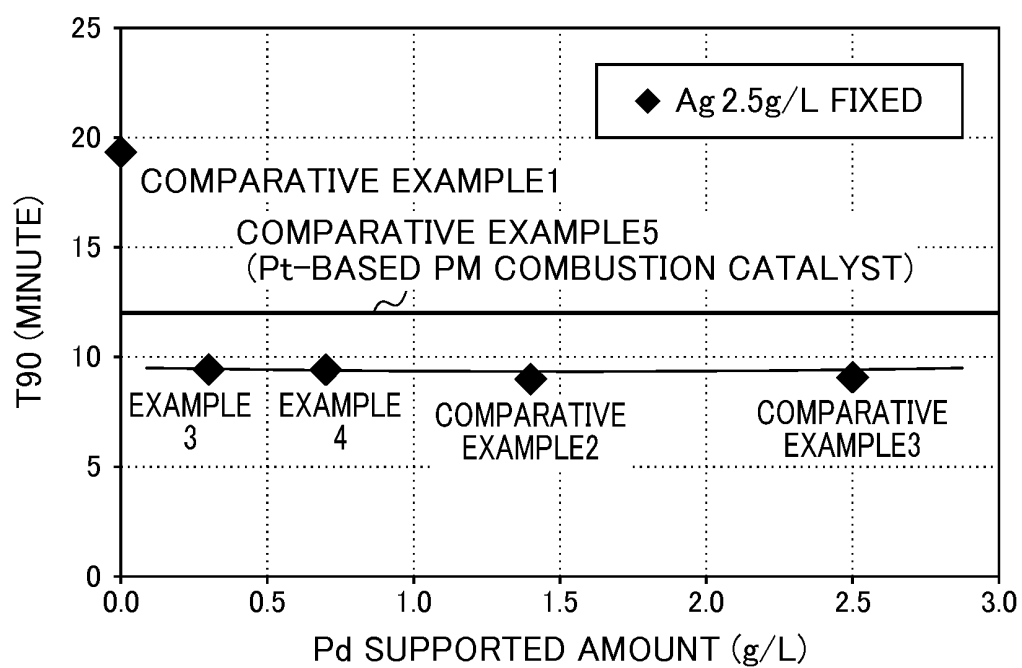 25
20
15
10
5
0
T90 (MINUTE)
Ag 2.5g/L FIXED
COMPARATIVE EXAMPLE1
COMPARATIVE EXAMPLE5
(Pt-BASED PM COMBUSTION CATALYST)
EXAMPLE
3
EXAMPLE
4
COMPARATIVE
EXAMPLE2
COMPARATIVE
EXAMPLE3
0.0 0.5 1.0 1.5 2.0 2.5 3.0
Pd SUPPORTED AMOUNT (g/L)